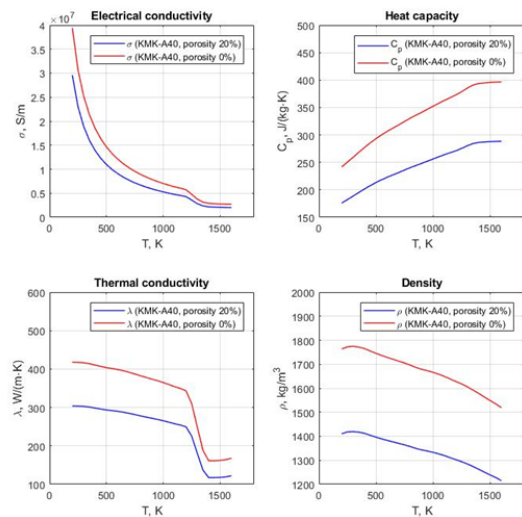 Electrical conductivity
× 10⁷
4
3.5
3
2.5
2
1.5
1
0.5
0
σ, S/m
σ (KMK-A40, porosity 20%)
σ (KMK-A40, porosity 0%)
0 500 1000 1500
T, K
Heat capacity
500
450
400
350
300
250
200
150
C_p, J/(kg·K)
C_p (KMK-A40, porosity 20%)
C_p (KMK-A40, porosity 0%)
0 500 1000 1500
T, K
Thermal conductivity
600
500
400
300
200
100
λ, W/(m·K)
λ (KMK-A40, porosity 20%)
λ (KMK-A40, porosity 0%)
0 500 1000 1500
T, K
Density
2000
1900
1800
1700
1600
1500
1400
1300
1200
ρ, kg/m³
ρ (KMK-A40, porosity 20%)
ρ (KMK-A40, porosity 0%)
0 500 1000 1500
T, K